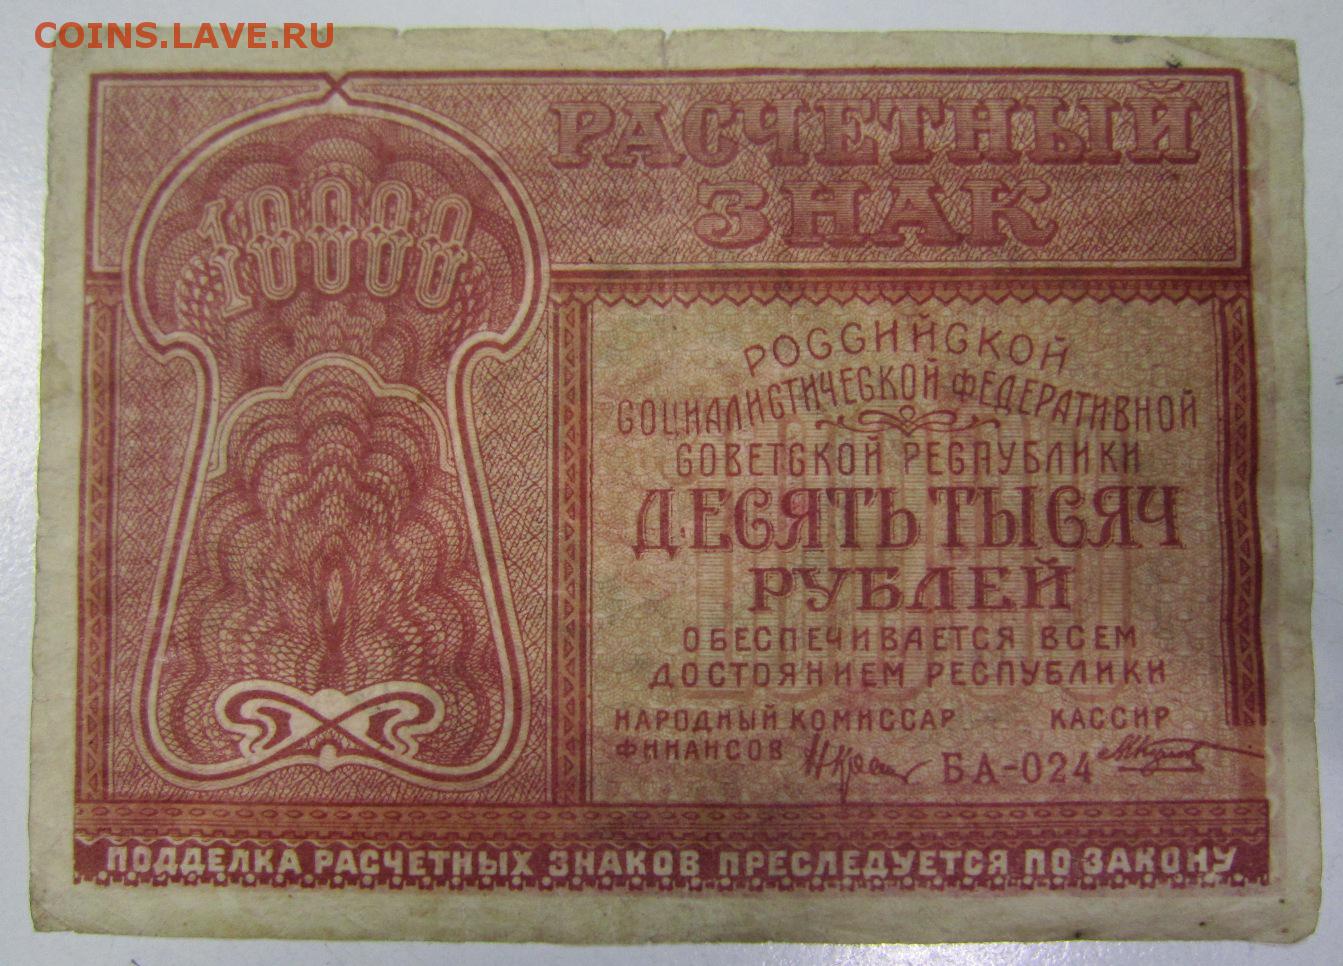 COINS.LAVE.RU
РАСЧЕТНЫЙ
ЗНАК
10000
РОССИЙСКОЙ
СОЦИАЛИСТИЧЕСКОЙ ФЕДЕРАТИВНОЙ
СОВЕТСКОЙ РЕСПУБЛИКИ
ДЕСЯТЬ ТЫСЯЧ
РУБЛЕЙ
ОБЕСПЕЧИВАЕТСЯ ВСЕМ
ДОСТОЯНИЕМ РЕСПУБЛИКИ
НАРОДНЫЙ КОМИССАР КАССИР
ФИНАНСОВ БА-024
ПОДДЕЛКА РАСЧЕТНЫХ ЗНАКОВ ПРЕСЛЕДУЕТСЯ ПО ЗАКОНУ